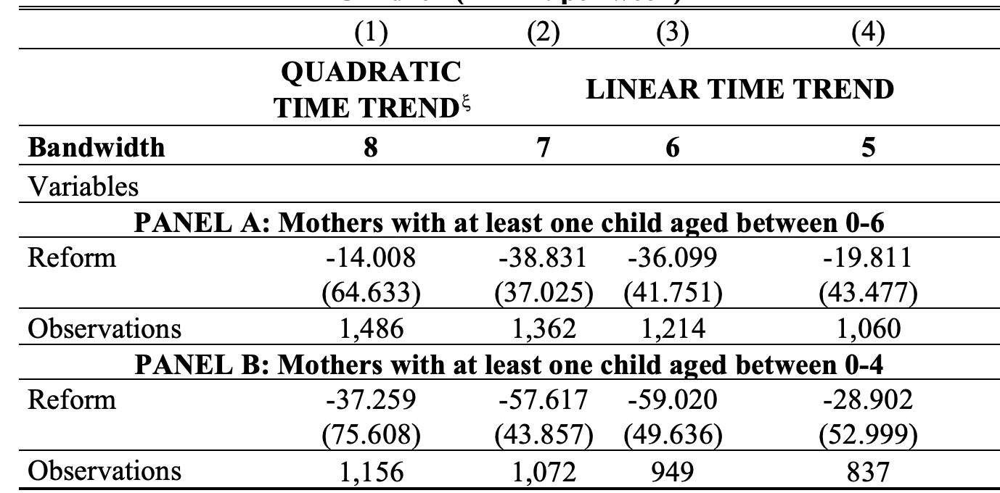 (1) (2) (3) (4)
QUADRATIC
TIME TRENDξ LINEAR TIME TREND
Bandwidth 8 7 6 5
Variables
PANEL A: Mothers with at least one child aged between 0-6
Reform -14.008 -38.831 -36.099 -19.811
(64.633) (37.025) (41.751) (43.477)
Observations 1,486 1,362 1,214 1,060
PANEL B: Mothers with at least one child aged between 0-4
Reform -37.259 -57.617 -59.020 -28.902
(75.608) (43.857) (49.636) (52.999)
Observations 1,156 1,072 949 837